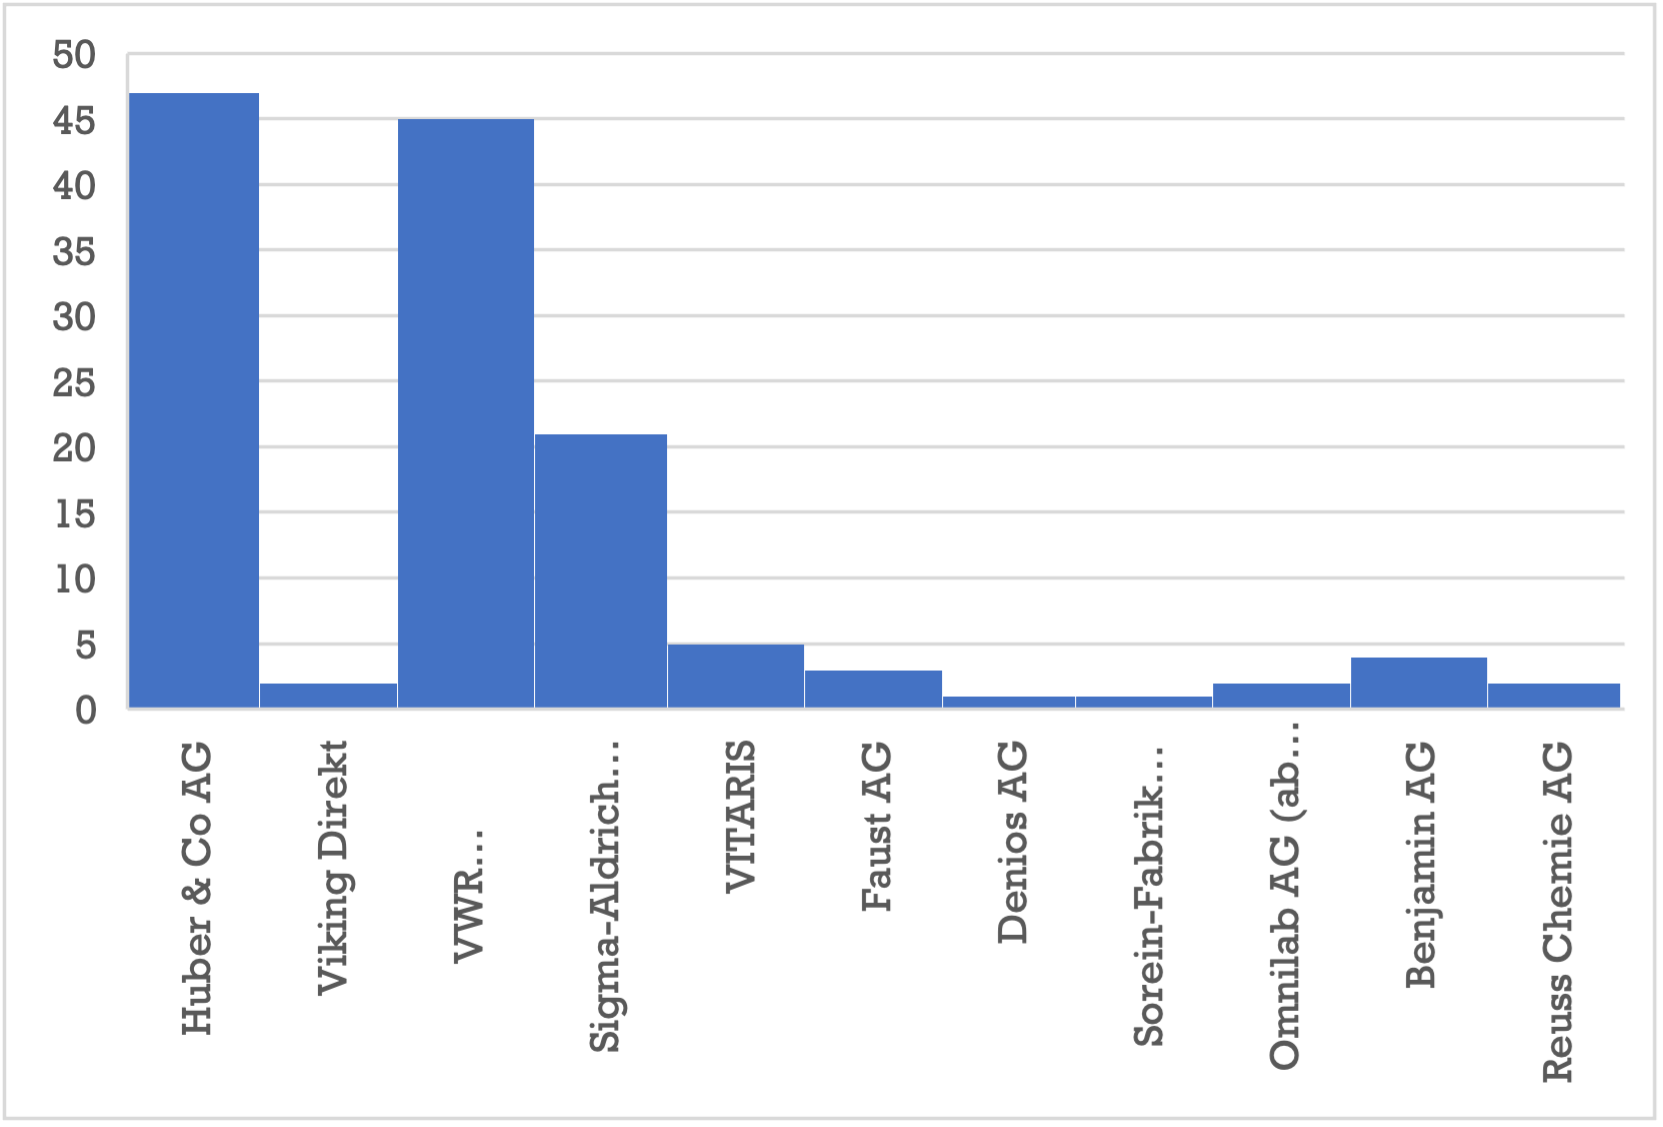 50
45
40
35
30
25
20
15
10
5
0
Huber & Co AG
Viking Direkt
VWR...
Sigma-Aldrich...
VITARIS
Faust AG
Denios AG
Sorein-Fabrik...
Omnilab AG (ab...
Benjamin AG
Reuss Chemie AG